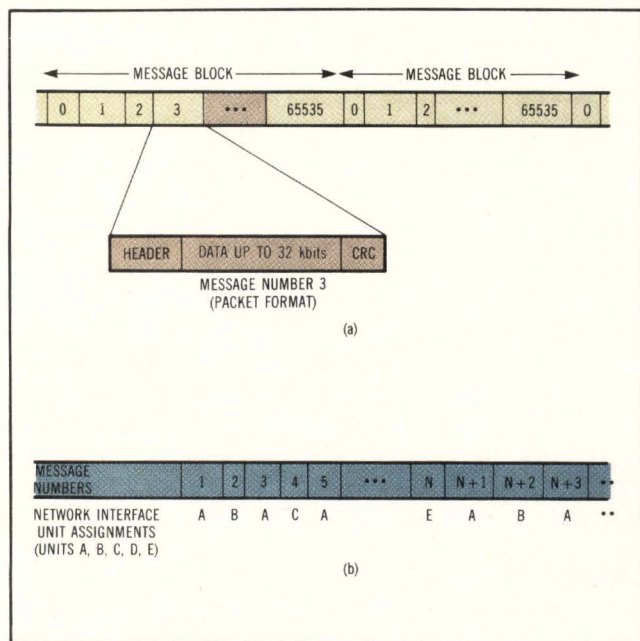 MESSAGE BLOCK MESSAGE BLOCK
0 1 2 3 ••• 65535 0 1 2 ••• 65535 0
HEADER DATA UP TO 32 kbits CRC
MESSAGE NUMBER 3
(PACKET FORMAT)
(a)
MESSAGE
NUMBERS 1 2 3 4 5 ••• N N+1 N+2 N+3 ••
NETWORK INTERFACE
UNIT ASSIGNMENTS A B A C A E A B A ••
(UNITS A, B, C, D, E)
(b)